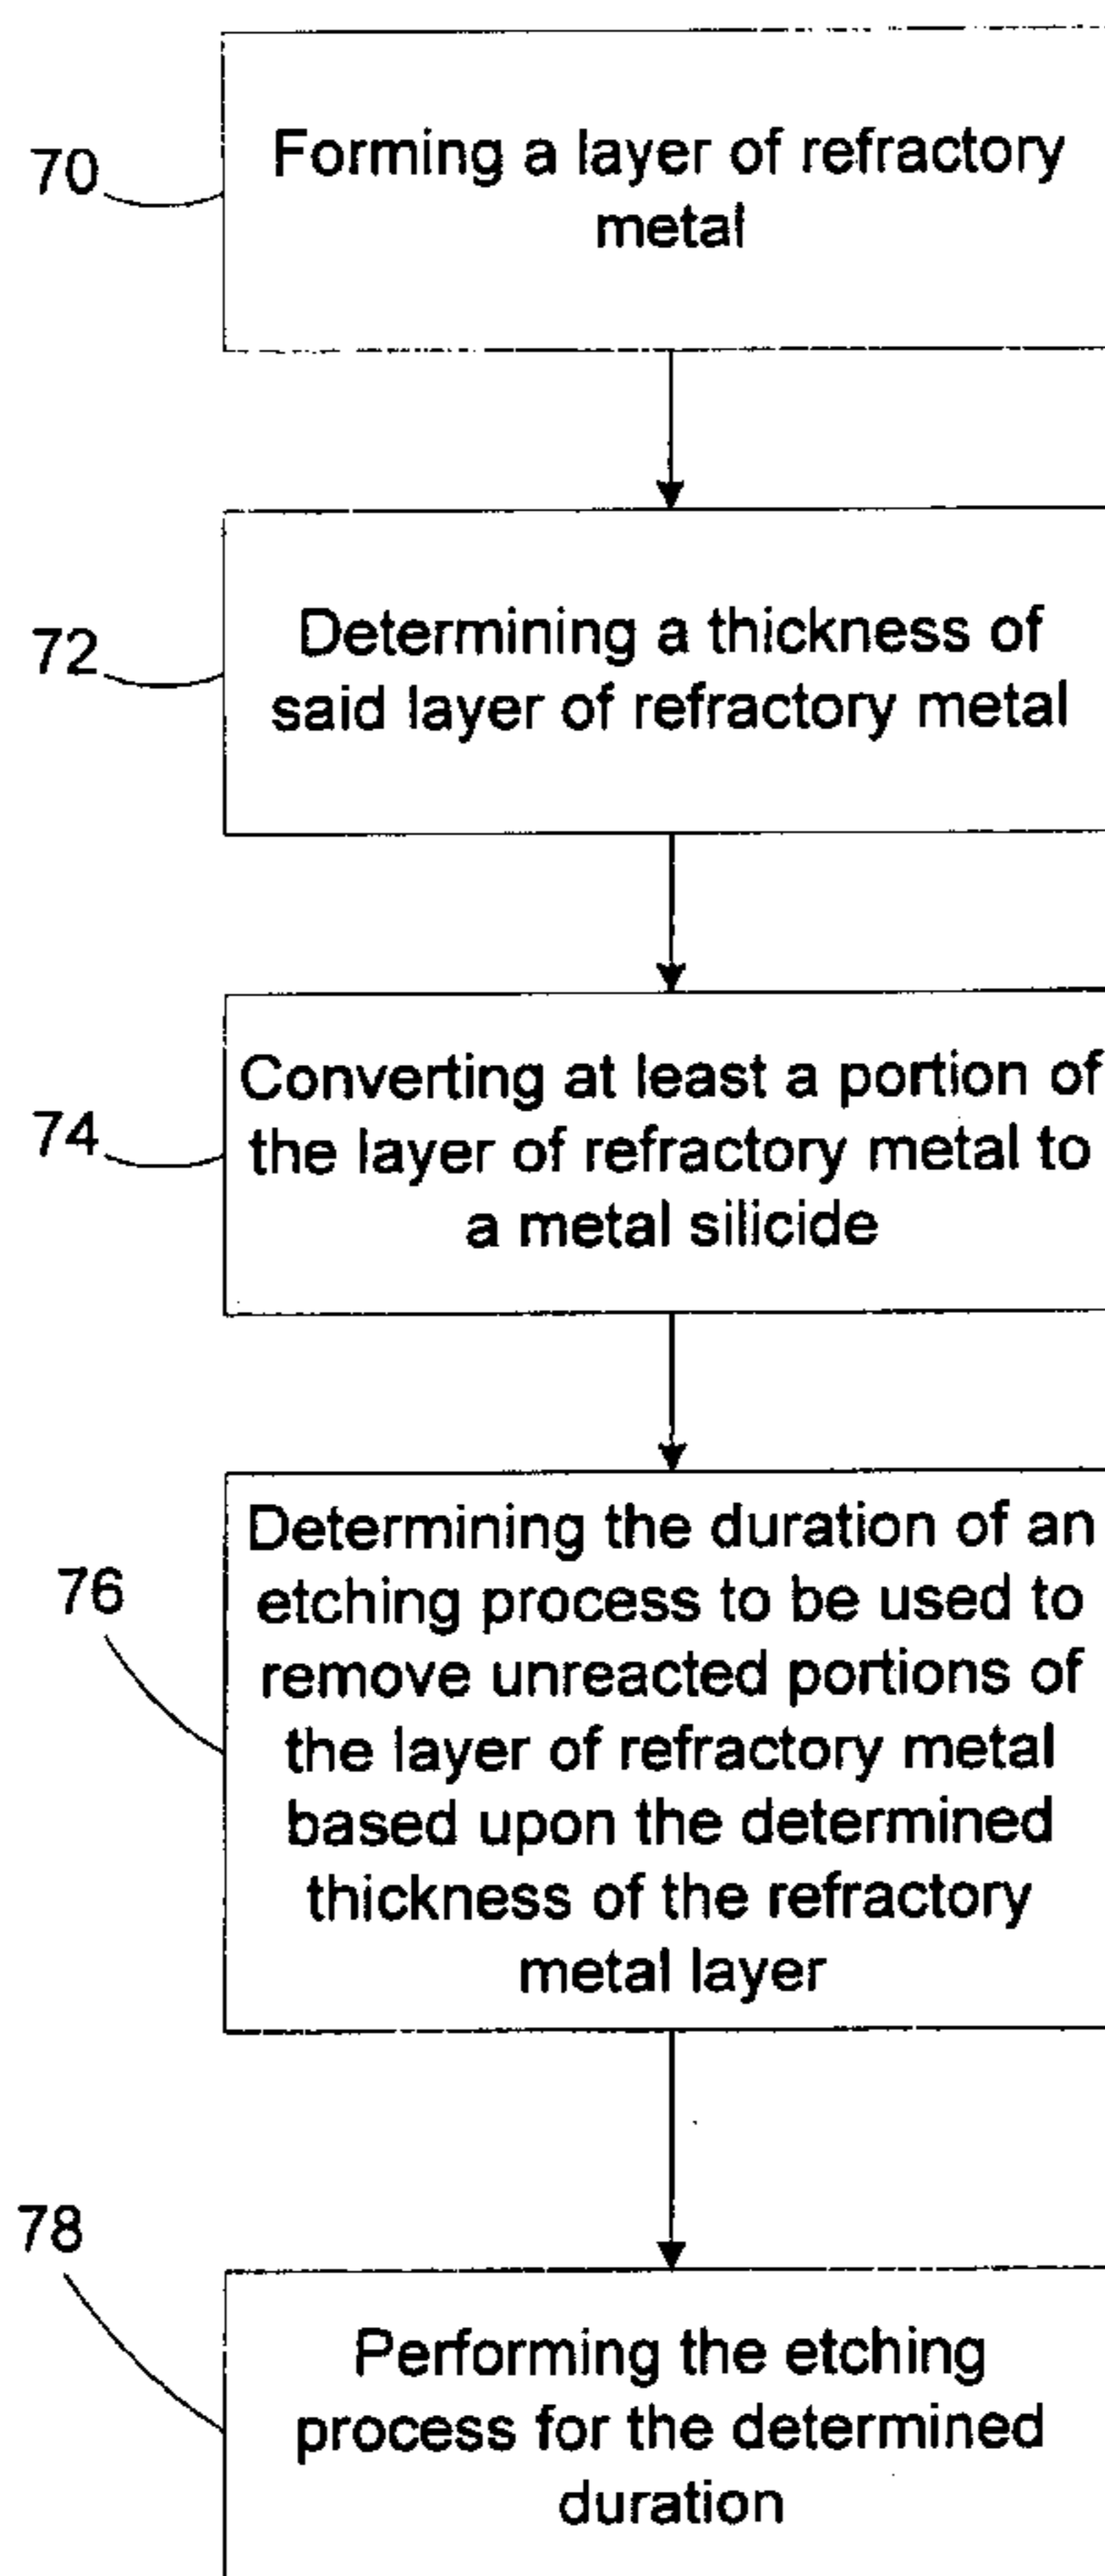 70
Forming a layer of refractory
metal
72
Determining a thickness of
said layer of refractory metal
74
Converting at least a portion of
the layer of refractory metal to
a metal silicide
76
Determining the duration of an
etching process to be used to
remove unreacted portions of
the layer of refractory metal
based upon the determined
thickness of the refractory
metal layer
78
Performing the etching
process for the determined
duration